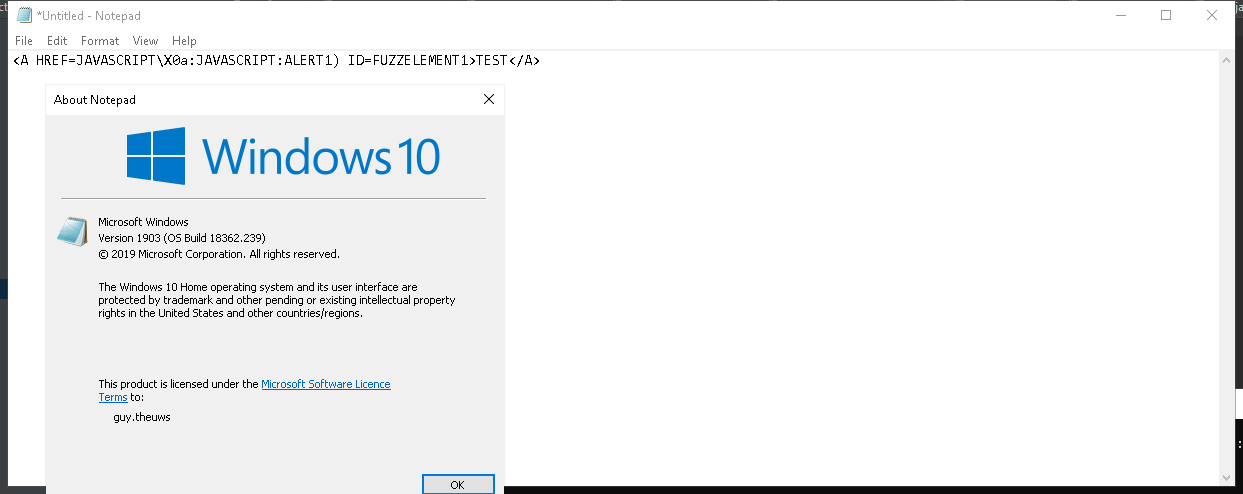 *Untitled - Notepad
File Edit Format View Help
<A HREF=JAVASCRIPT\X0a:JAVASCRIPT:ALERT1) ID=FUZZELEMENT1>TEST</A>
About Notepad
Windows 10
Microsoft Windows
Version 1903 (OS Build 18362.239)
© 2019 Microsoft Corporation. All rights reserved.
The Windows 10 Home operating system and its user interface are
protected by trademark and other pending or existing intellectual property
rights in the United States and other countries/regions.
This product is licensed under the Microsoft Software Licence
Terms to:
guy.theuws
OK